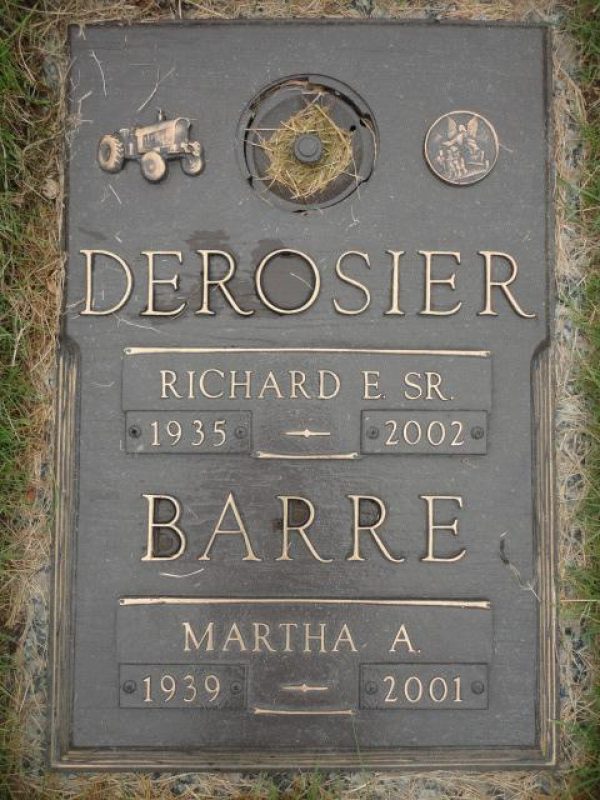 DEROSIER
RICHARD E. SR.
1935 2002
BARRE
MARTHA A.
1939 2001